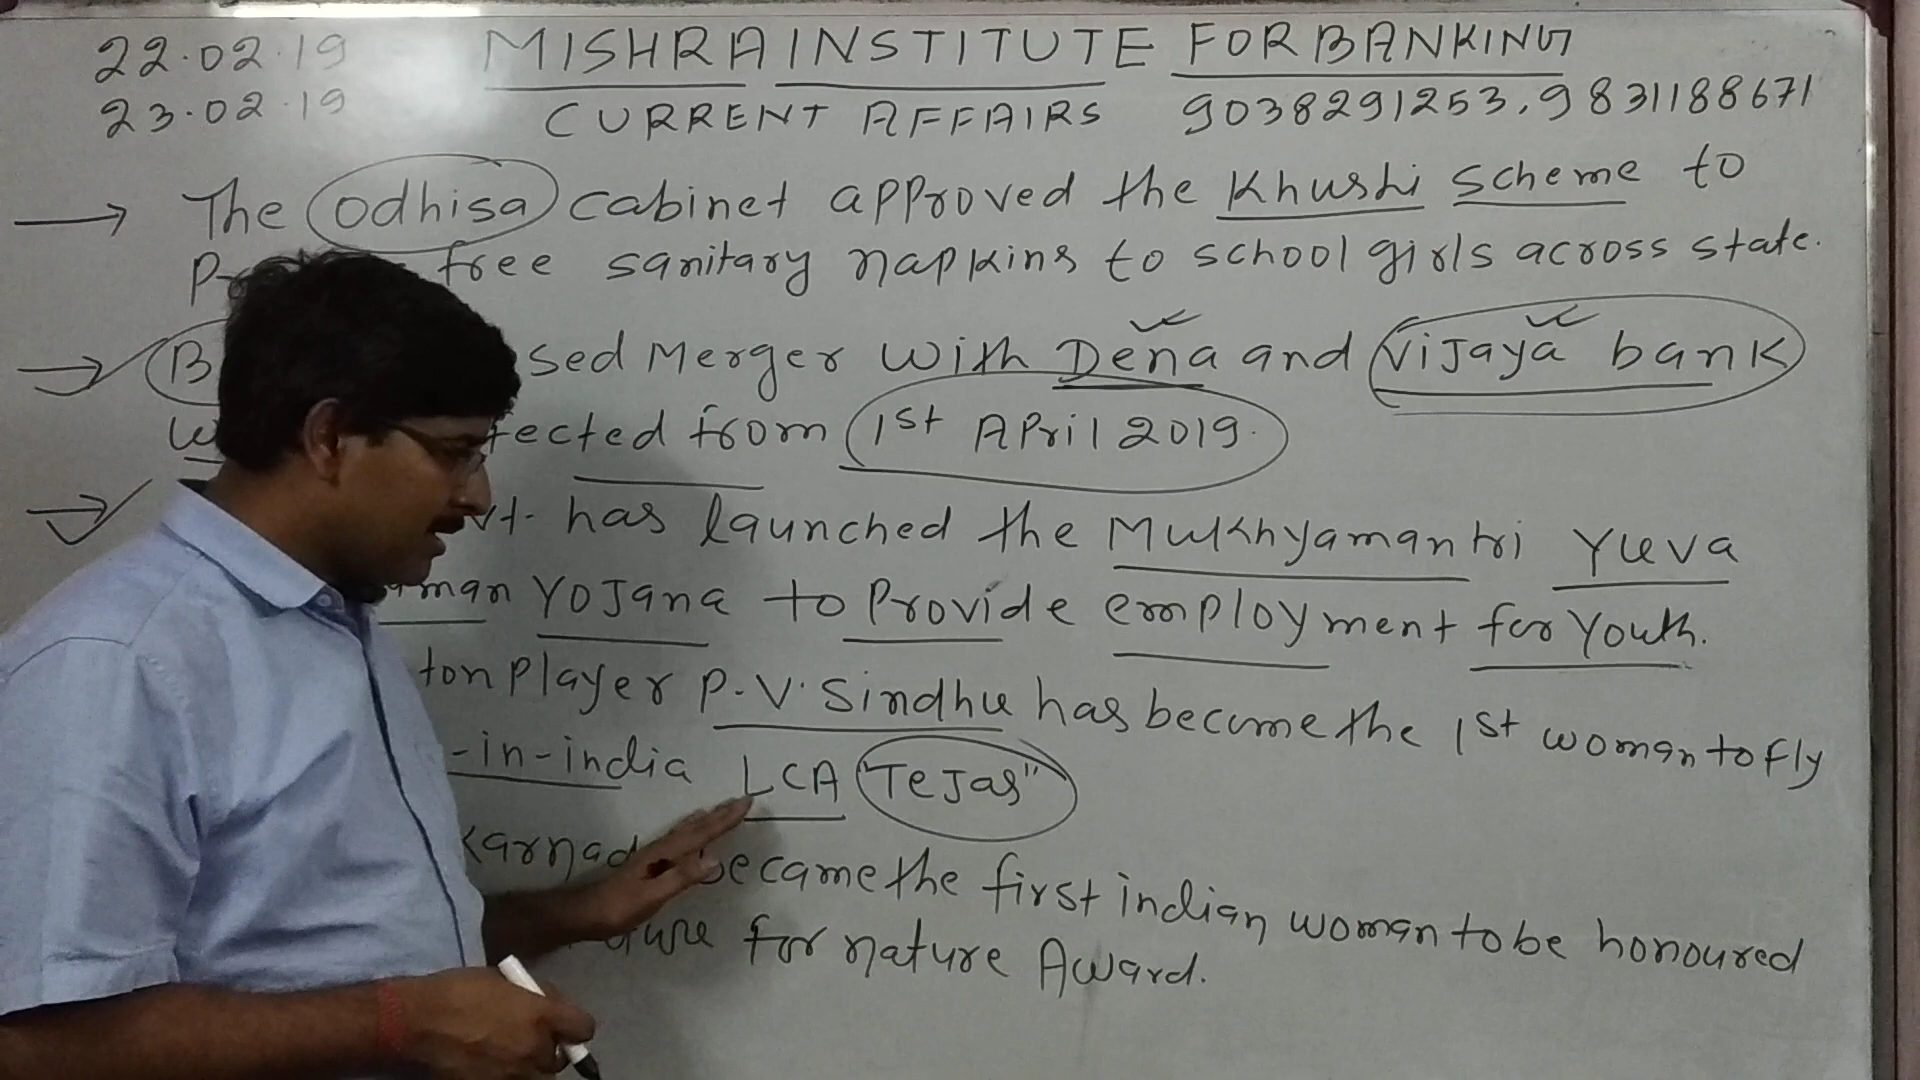 22.02.19 MISHRA INSTITUTE FOR BANKING
23.02.19 CURRENT AFFAIRS 9038291253, 9831188671
→ The Odhisa cabinet approved the Khushi Scheme to
free sanitary napkins to school girls across state.
→ B sed Merger with Dena and Vijaya bank
fected from 1st April 2019.
→ vt. has launched the Mukhyamantri Yuva
man Yojana to Provide employment for Youth.
ton Player P.V. Sindhu has become the 1st woman to fly
-in-india LCA "Tejas"
Karnad became the first indian woman to be honoured
for nature Award.